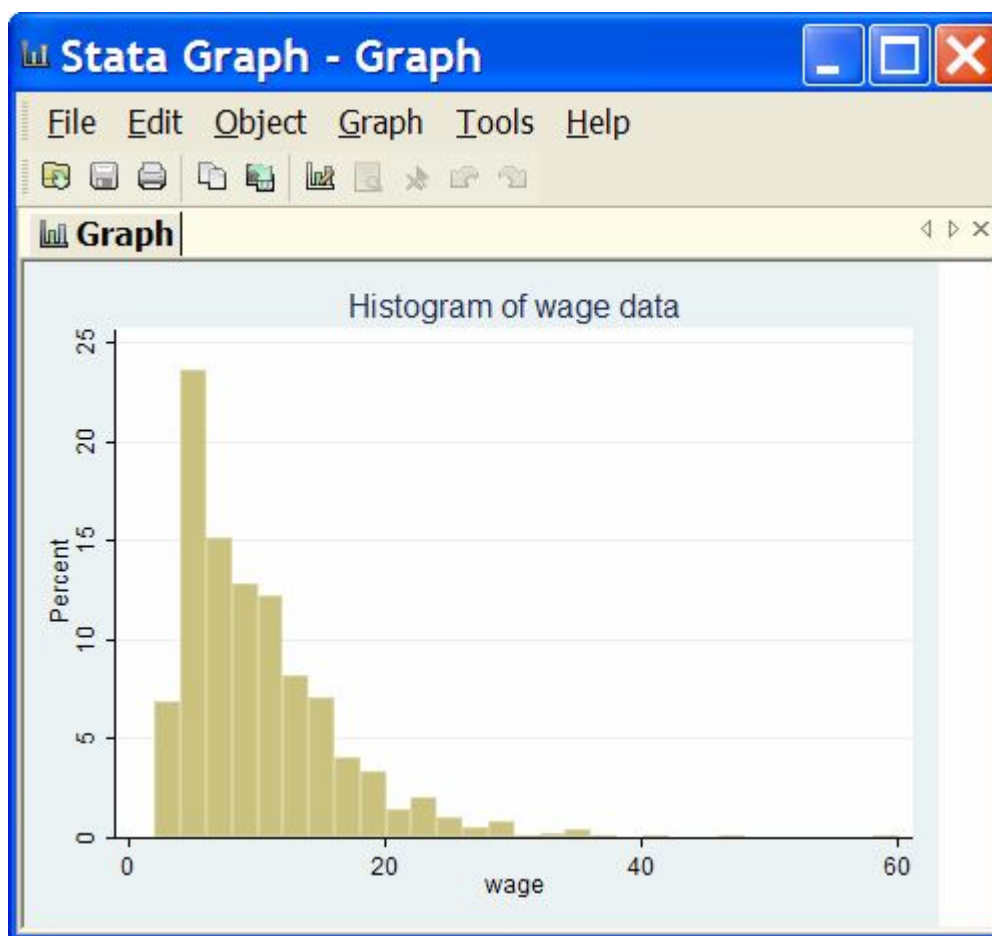 Stata Graph - Graph
File Edit Object Graph Tools Help
Graph
Histogram of wage data
25
20
15
10
5
0
Percent
0 20 40 60
wage